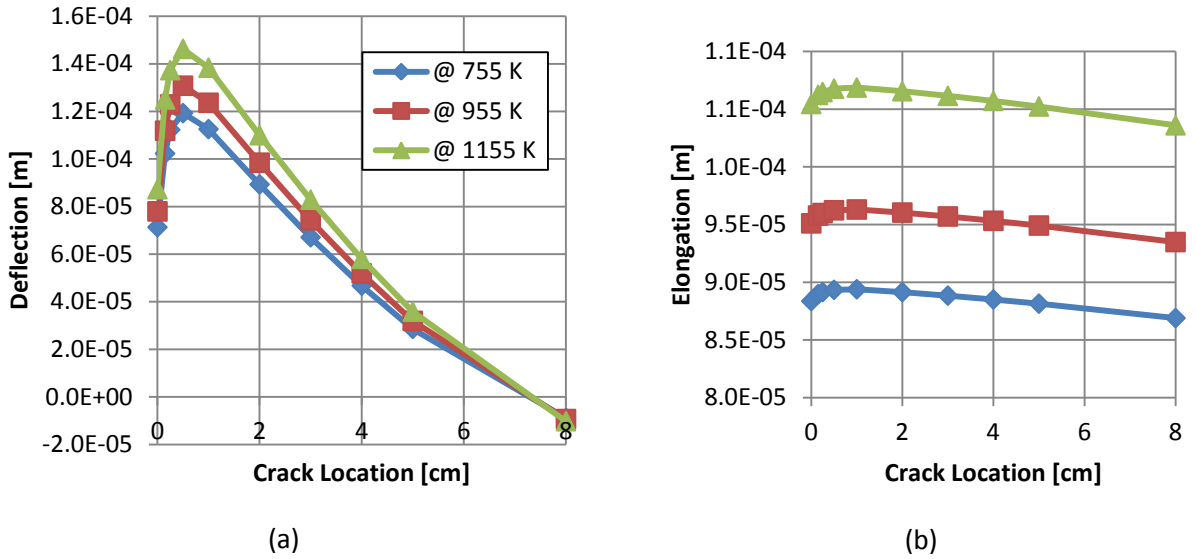 1.6E-04
1.4E-04
1.2E-04
1.0E-04
8.0E-05
6.0E-05
4.0E-05
2.0E-05
0.0E+00
-2.0E-05
Deflection [m]
@ 755 K
@ 955 K
@ 1155 K
0 2 4 6 8
Crack Location [cm]
(a)
1.1E-04
1.1E-04
1.0E-04
9.5E-05
9.0E-05
8.5E-05
8.0E-05
Elongation [m]
0 2 4 6 8
Crack Location [cm]
(b)